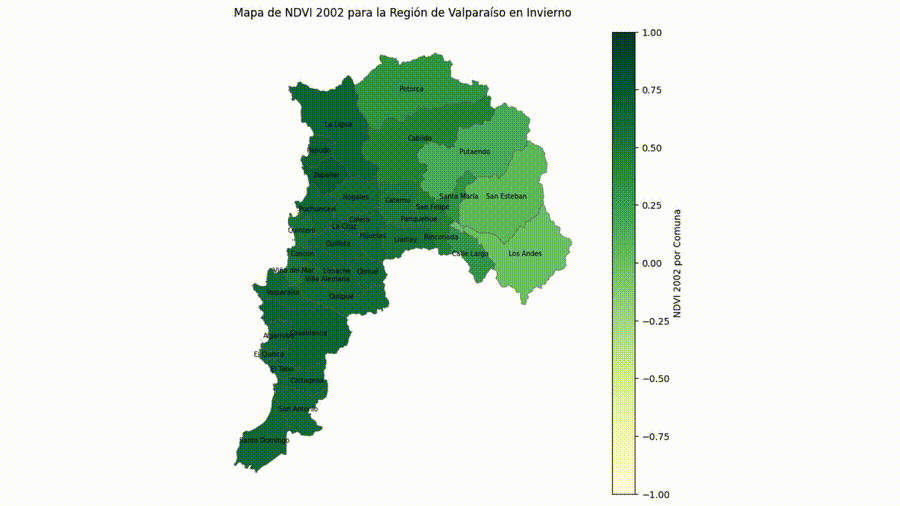 Mapa de NDVI 2002 para la Región de Valparaíso en Invierno
1.00
0.75
0.50
0.25
0.00
−0.25
−0.50
−0.75
−1.00
NDVI 2002 por Comuna
Petorca
La Ligua
Cabildo
Papudo
Putaendo
Zapallar
Nogales
Catemu
Santa María
San Esteban
Puchuncaví
San Felipe
Calera
Panquehue
La Cruz
Quintero
Hijuelas
Llaillay
Rinconada
Quillota
Concón
Calle Larga
Los Andes
Viña del Mar
Limache
Olmué
Villa Alemana
Valparaíso
Quilpué
Algarrobo
Casablanca
El Quisco
El Tabo
Cartagena
San Antonio
Santo Domingo